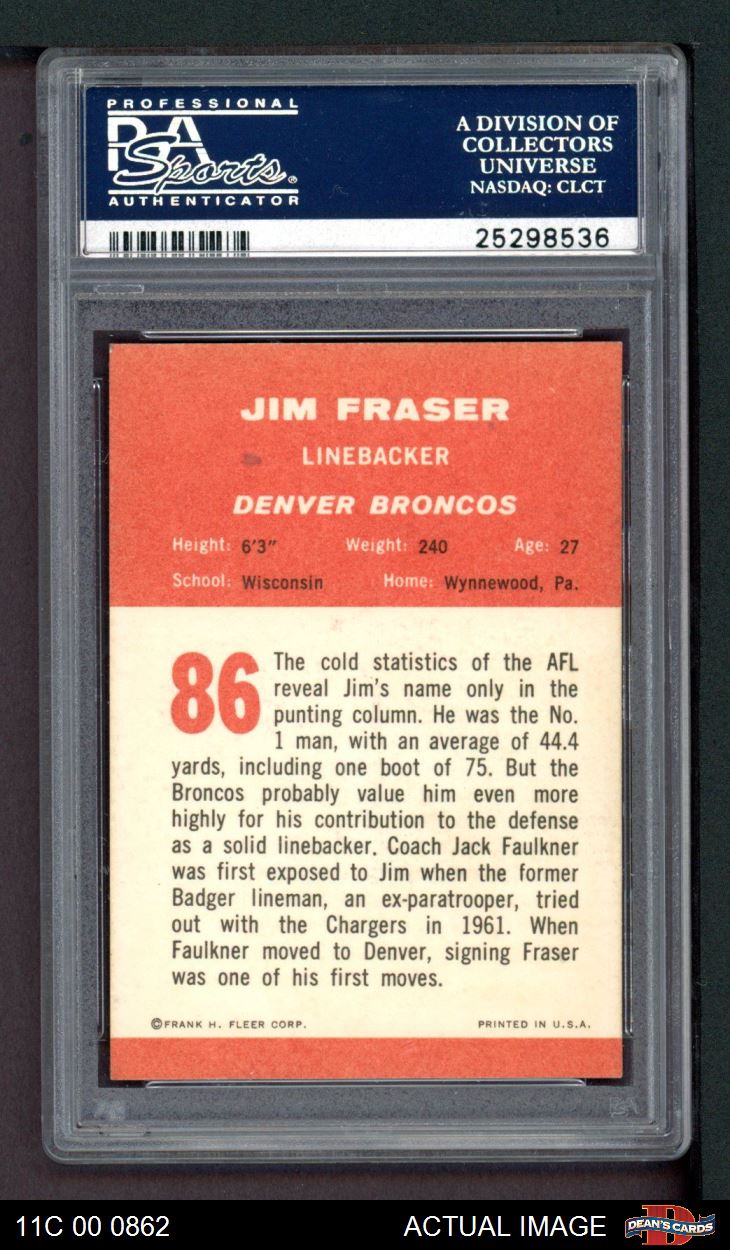 PROFESSIONAL
PSA
Sports®
AUTHENTICATOR
A DIVISION OF
COLLECTORS
UNIVERSE
NASDAQ: CLCT
25298536
JIM FRASER
LINEBACKER
DENVER BRONCOS
Height: 6'3" Weight: 240 Age: 27
School: Wisconsin Home: Wynnewood, Pa.
86
The cold statistics of the AFL
reveal Jim's name only in the
punting column. He was the No.
1 man, with an average of 44.4
yards, including one boot of 75. But the
Broncos probably value him even more
highly for his contribution to the defense
as a solid linebacker. Coach Jack Faulkner
was first exposed to Jim when the former
Badger lineman, an ex-paratrooper, tried
out with the Chargers in 1961. When
Faulkner moved to Denver, signing Fraser
was one of his first moves.
©FRANK H. FLEER CORP. PRINTED IN U.S.A.
11C 00 0862 ACTUAL IMAGE DEAN'S CARDS